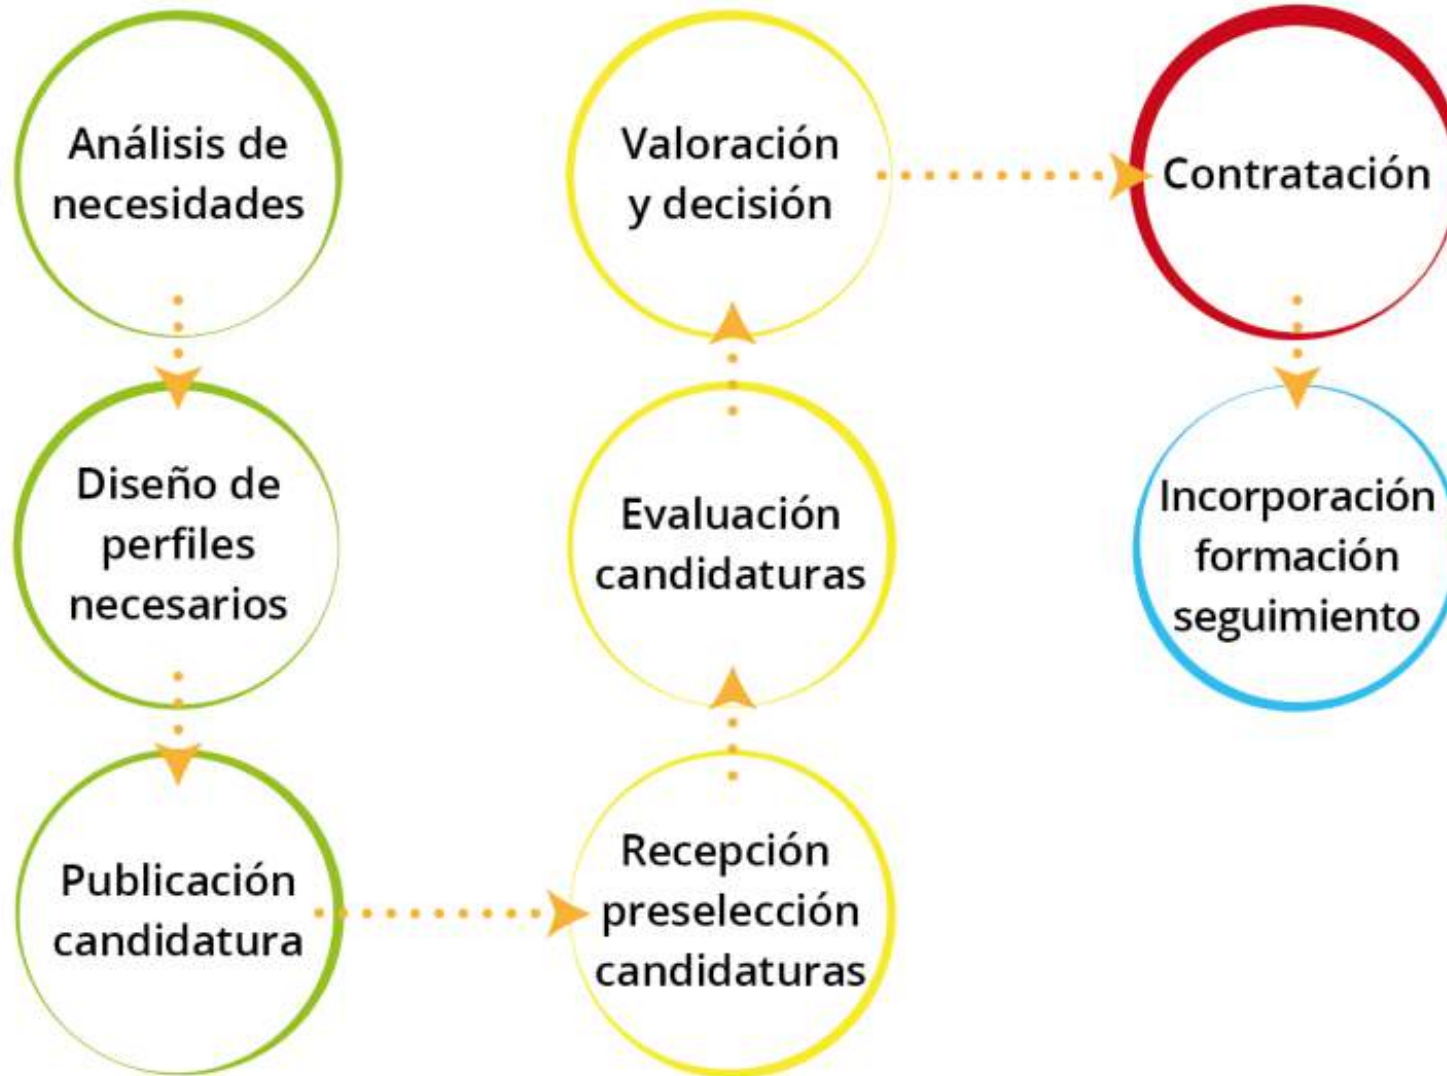 Análisis de
necesidades
Diseño de
perfiles
necesarios
Publicación
candidatura
Recepción
preselección
candidaturas
Evaluación
candidaturas
Valoración
y decisión
Contratación
Incorporación
formación
seguimiento